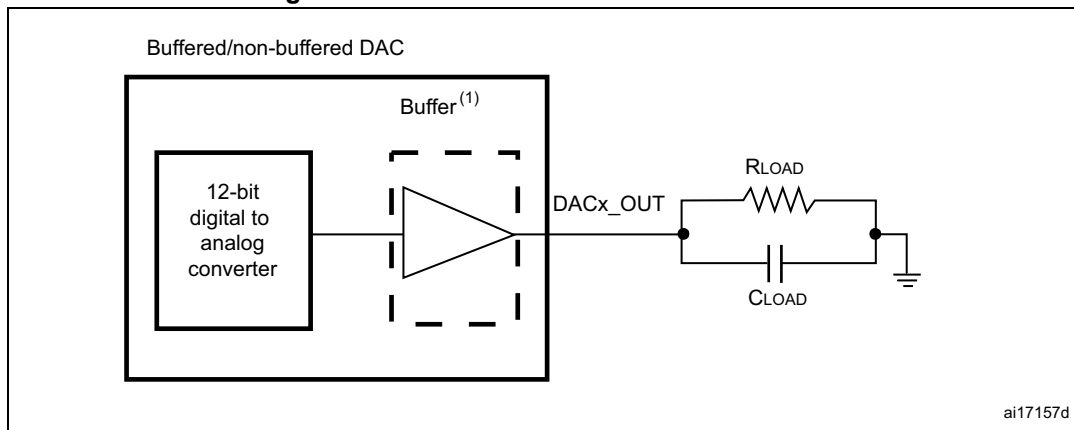 Buffered/non-buffered DAC
Buffer(1)
12-bit
digital to
analog
converter
DACx_OUT
RLOAD
CLOAD
ai17157d